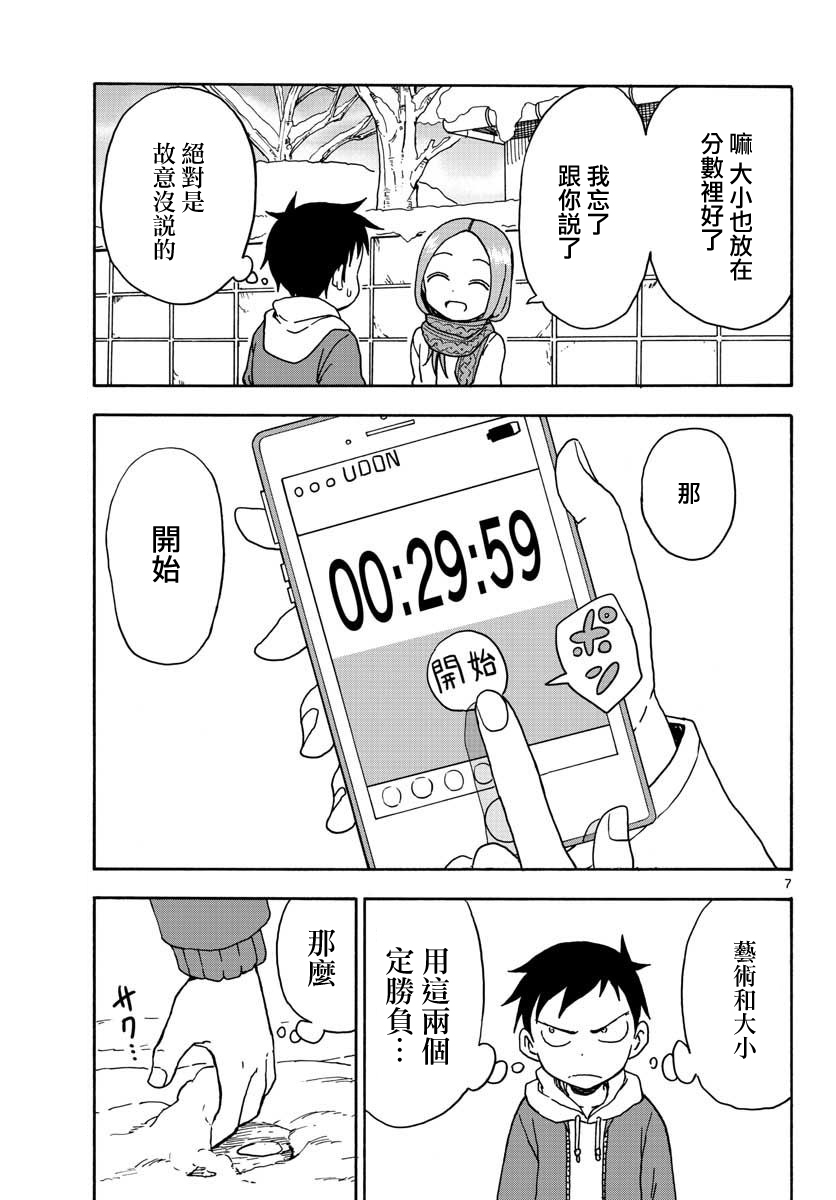 嘛 大小也放在
分數裡好了
我忘了
跟你説了
絕對是
故意沒説的
那
UDON
00:29:59
開始
ポン
開始
7
藝術和大小
用這兩個
定勝負…
那麼
サク…